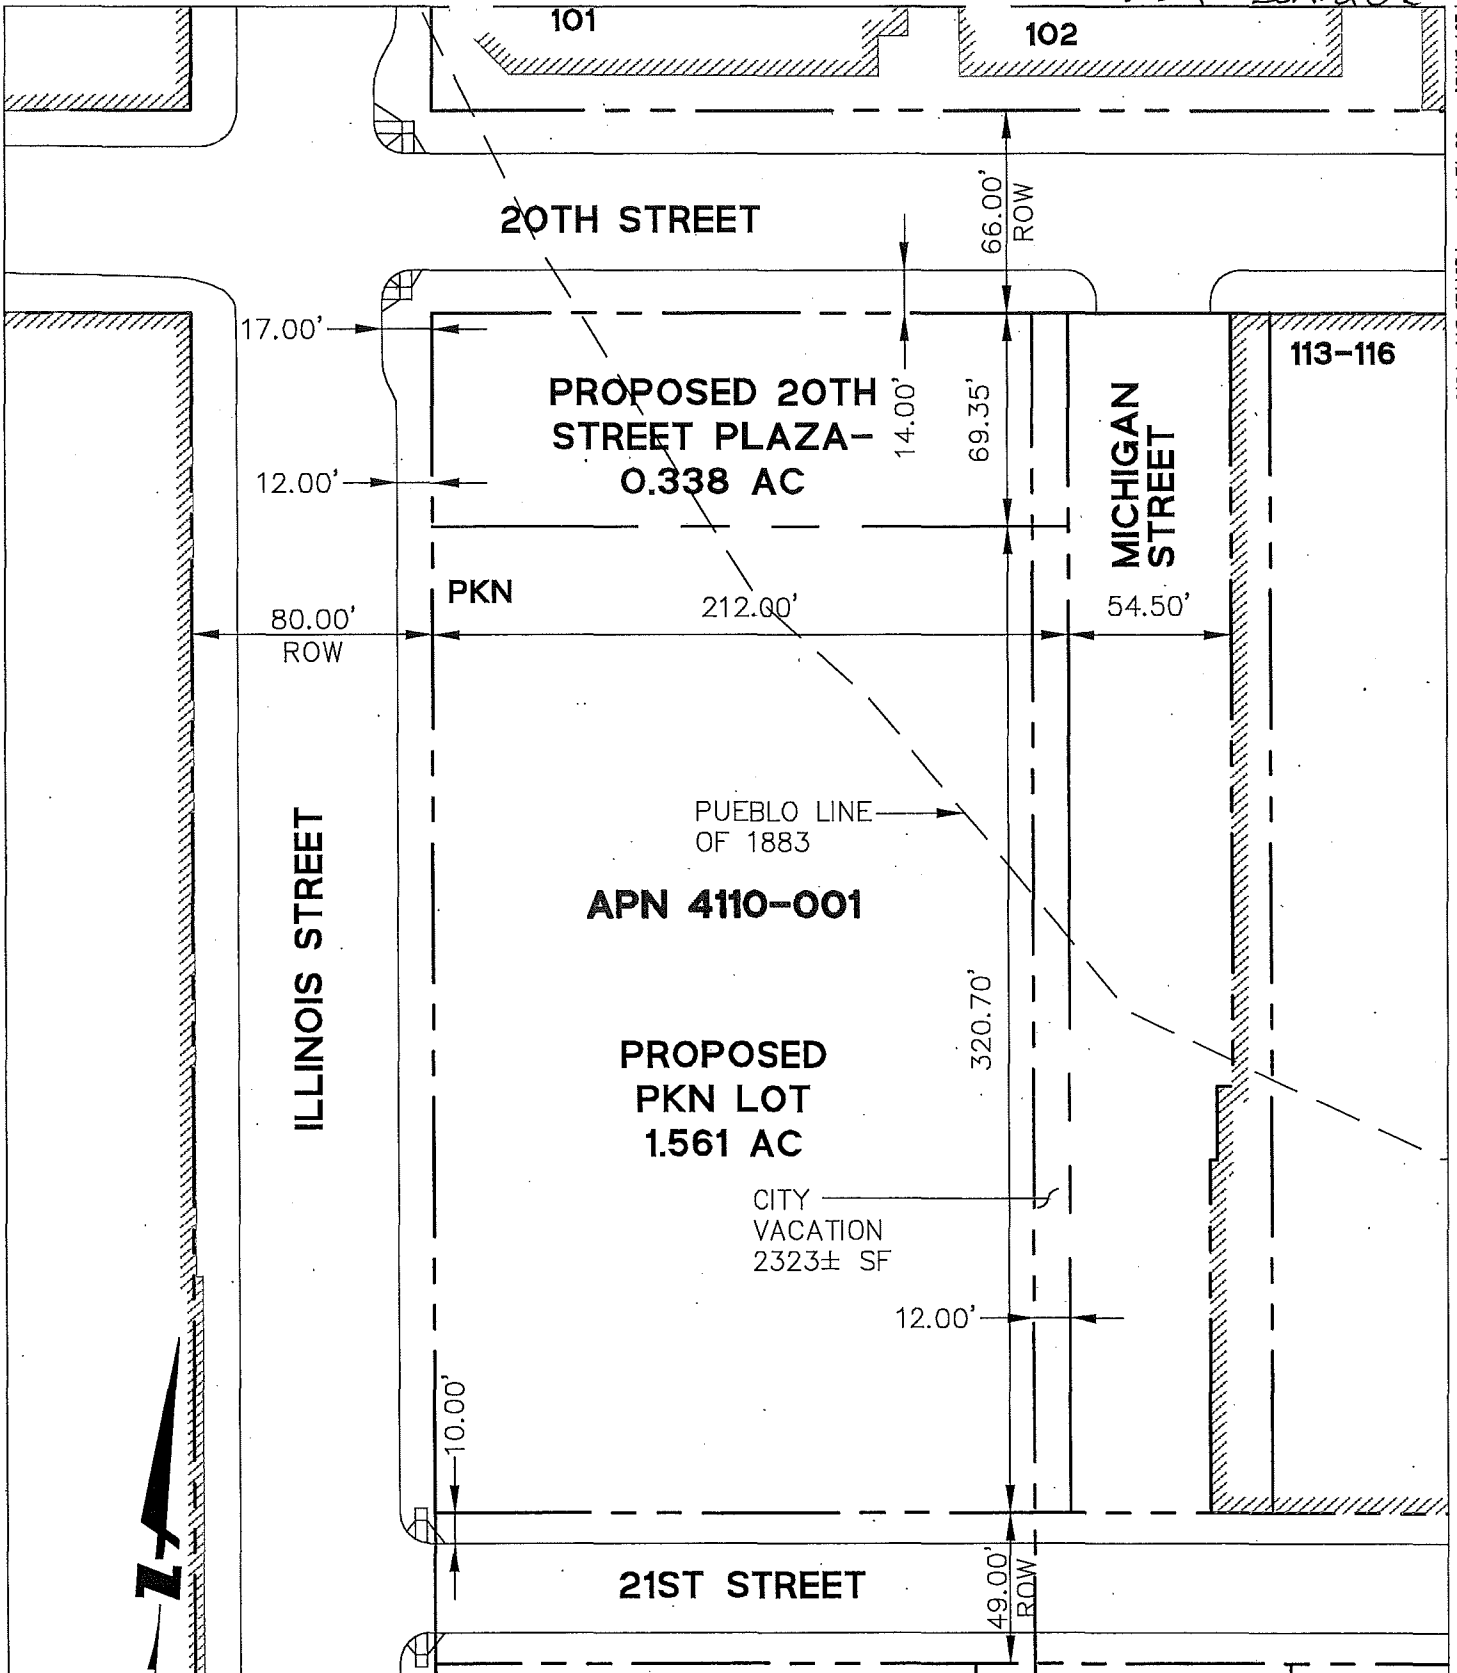 101
102
20TH STREET
66.00'
ROW
17.00'
14.00'
69.35'
113-116
PROPOSED 20TH
STREET PLAZA-
0.338 AC
MICHIGAN
STREET
12.00'
PKN
212.00'
54.50'
80.00'
ROW
PUEBLO LINE
OF 1883
APN 4110-001
ILLINOIS STREET
320.70'
PROPOSED
PKN LOT
1.561 AC
CITY
VACATION
2323± SF
12.00'
10.00'
21ST STREET
49.00'
ROW
Z